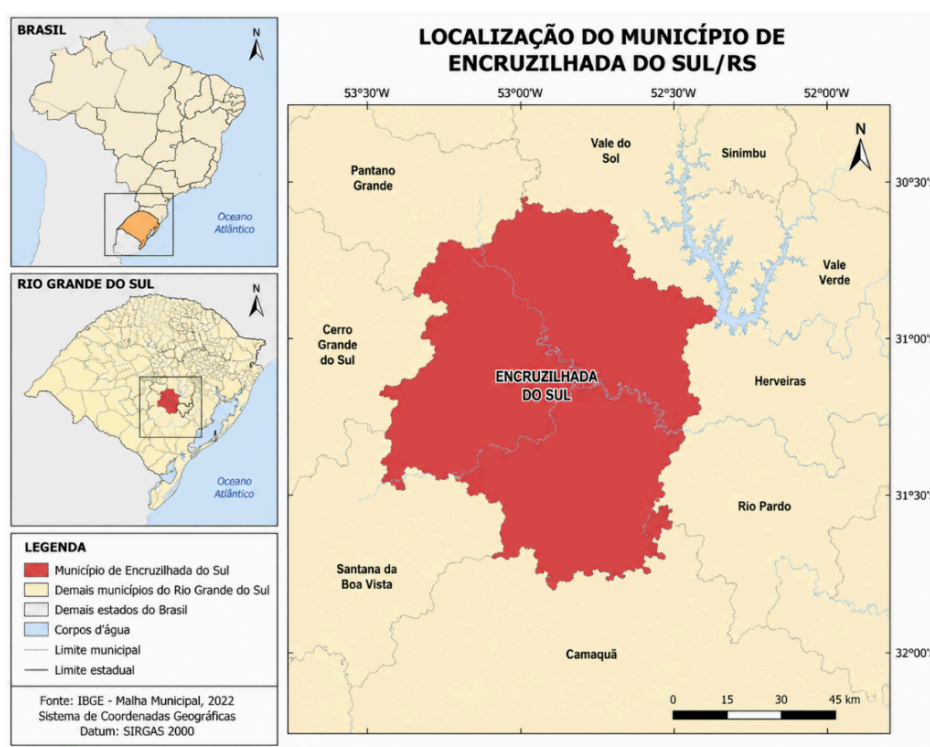 BRASIL
N
Oceano
Atlântico
RIO GRANDE DO SUL
N
Oceano
Atlântico
LEGENDA
Município de Encruzilhada do Sul
Demais municípios do Rio Grande do Sul
Demais estados do Brasil
Corpos d'água
Limite municipal
Limite estadual
Fonte: IBGE - Malha Municipal, 2022
Sistema de Coordenadas Geográficas
Datum: SIRGAS 2000
LOCALIZAÇÃO DO MUNICÍPIO DE
ENCRUZILHADA DO SUL/RS
53°30'S 53°00'W 52°30'S 52°00'W
N
Vale do
Sol
Sinimbu
Pantano
Grande
30°30'S
Vale
Verde
Cerro
Grande
do Sul
31°00'S
ENCRUZILHADA
DO SUL
Herveiras
31°30'S
Rio Pardo
Santana da
Boa Vista
Camaquã
32°00'S
0 15 30 45 km